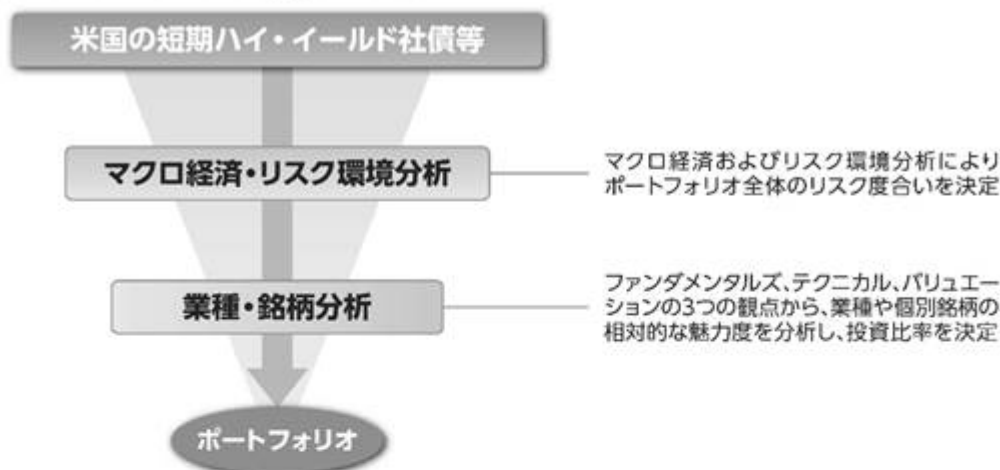 米国の短期ハイ・イールド社債等
マクロ経済・リスク環境分析
マクロ経済およびリスク環境分析により
ポートフォリオ全体のリスク度合いを決定
業種・銘柄分析
ファンダメンタルズ、テクニカル、バリュエー
ションの3つの観点から、業種や個別銘柄の
相対的な魅力度を分析し、投資比率を決定
ポートフォリオ